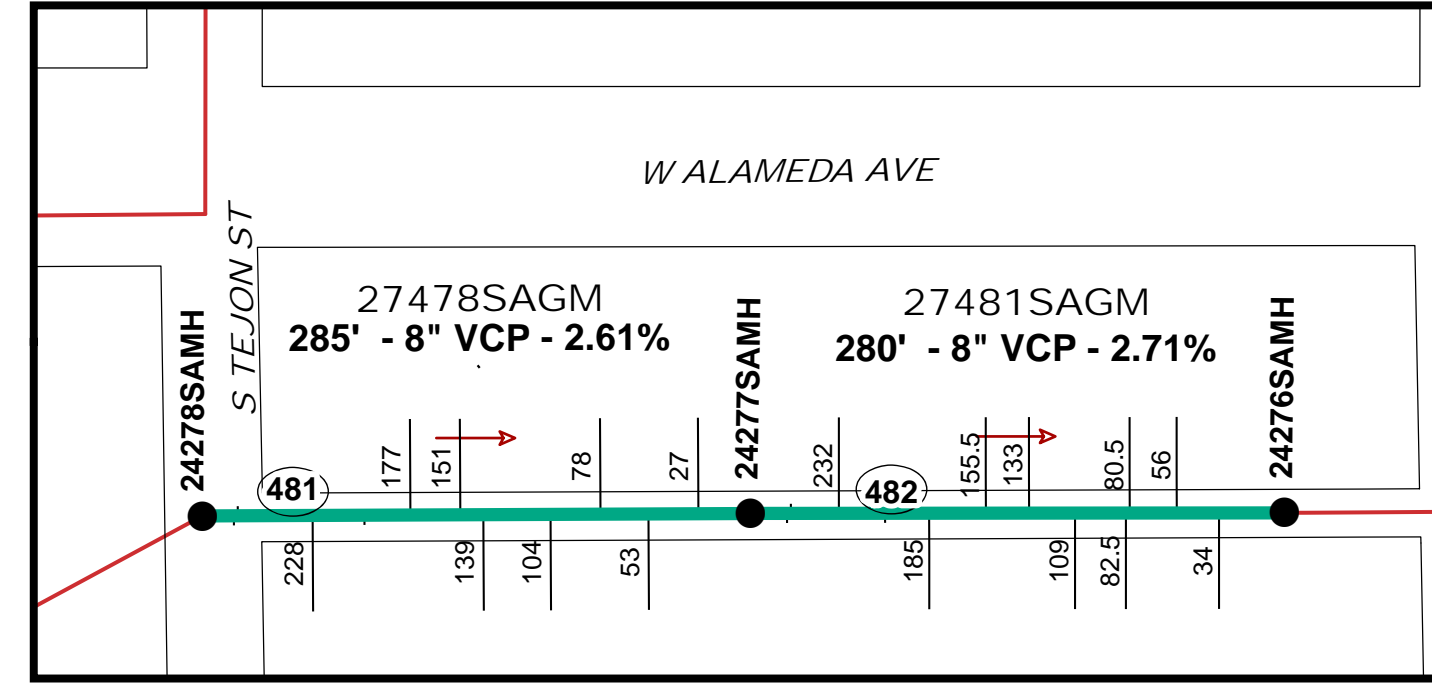 W ALAMEDA AVE
S TEJON ST
27478SAGM
285' - 8" VCP - 2.61%
27481SAGM
280' - 8" VCP - 2.71%
24278SAMH
24277SAMH
24276SAMH
481
482
177
151
78
27
232
155.5
133
80.5
56
228
139
104
53
185
109
82.5
34